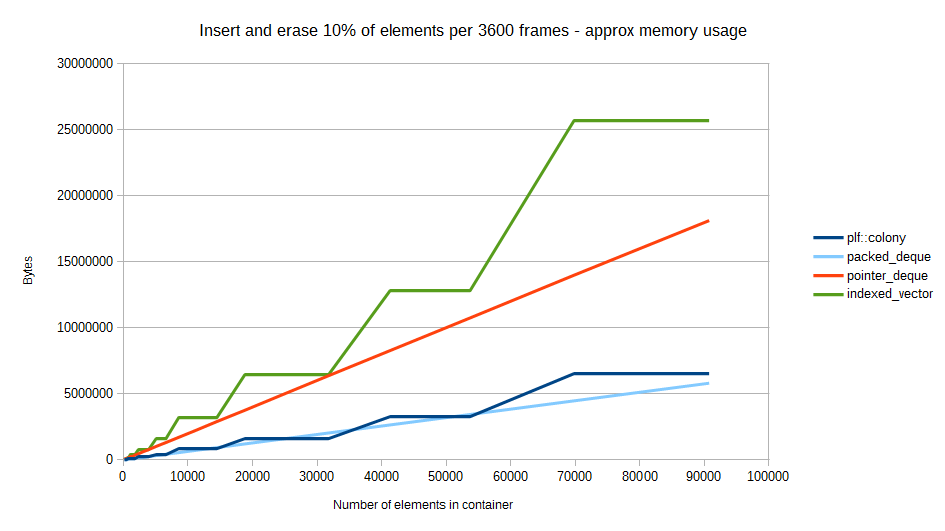 Insert and erase 10% of elements per 3600 frames - approx memory usage
30000000
25000000
20000000
15000000
10000000
5000000
0
Bytes
0 10000 20000 30000 40000 50000 60000 70000 80000 90000 100000
Number of elements in container
plf::colony
packed_deque
pointer_deque
indexed_vector